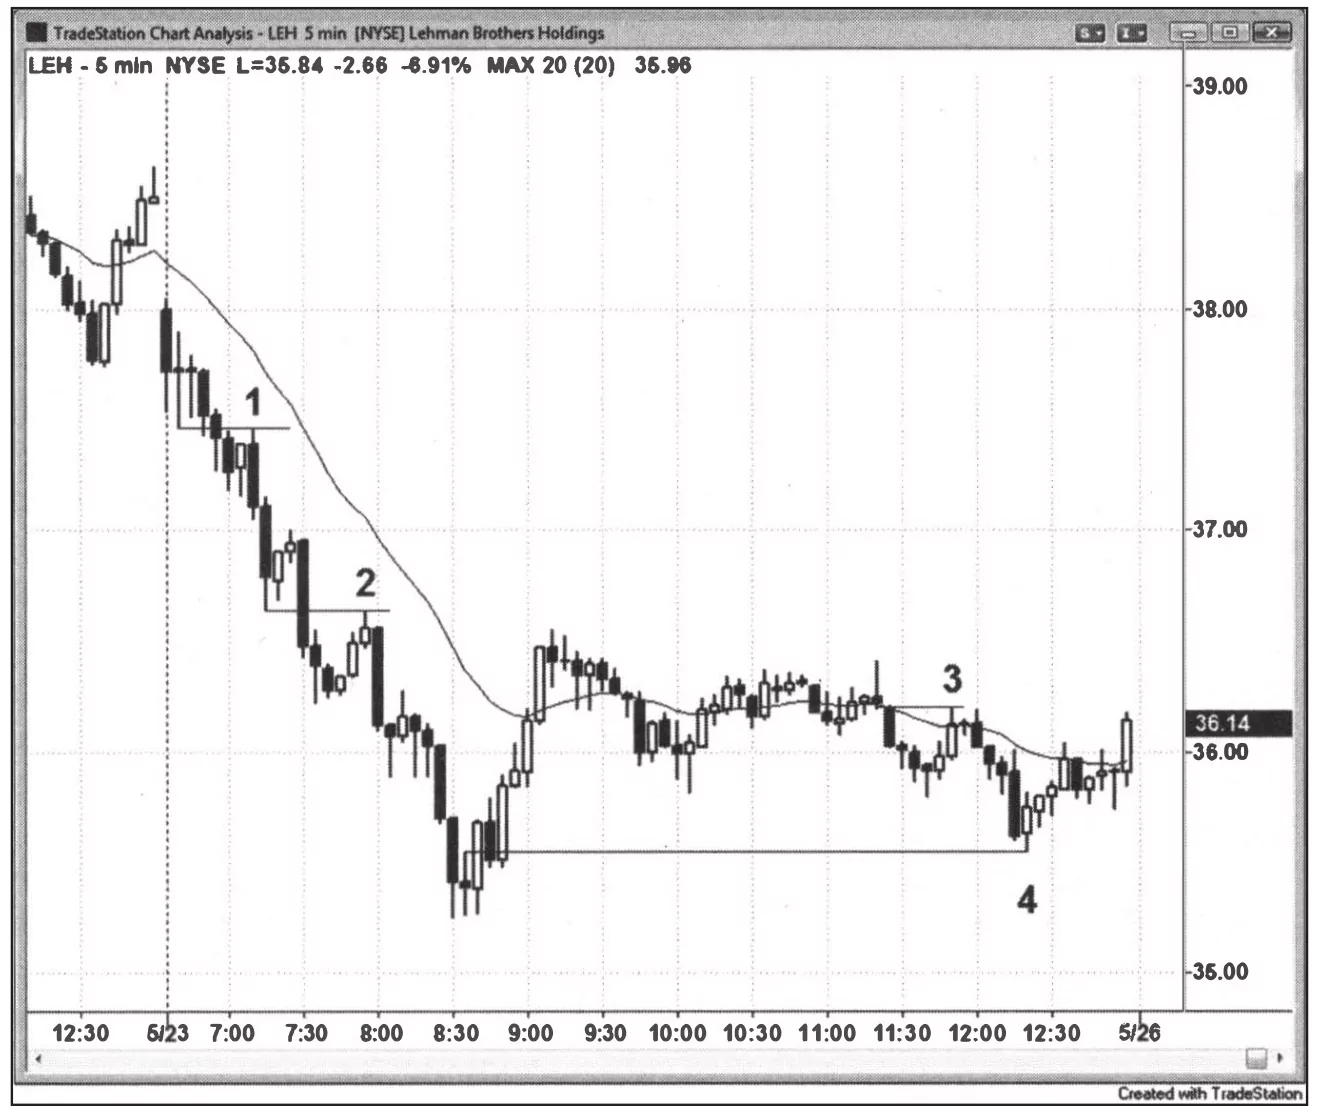 TradeStation Chart Analysis - LEH 5 min [NYSE] Lehman Brothers Holdings
S I
LEH - 5 min NYSE L=35.84 -2.66 -6.91% MAX 20 (20) 35.96
39.00
38.00
1
37.00
2
3
36.14
36.00
4
35.00
12:30 5/23 7:00 7:30 8:00 8:30 9:00 9:30 10:00 10:30 11:00 11:30 12:00 12:30 5/26
Created with TradeStation